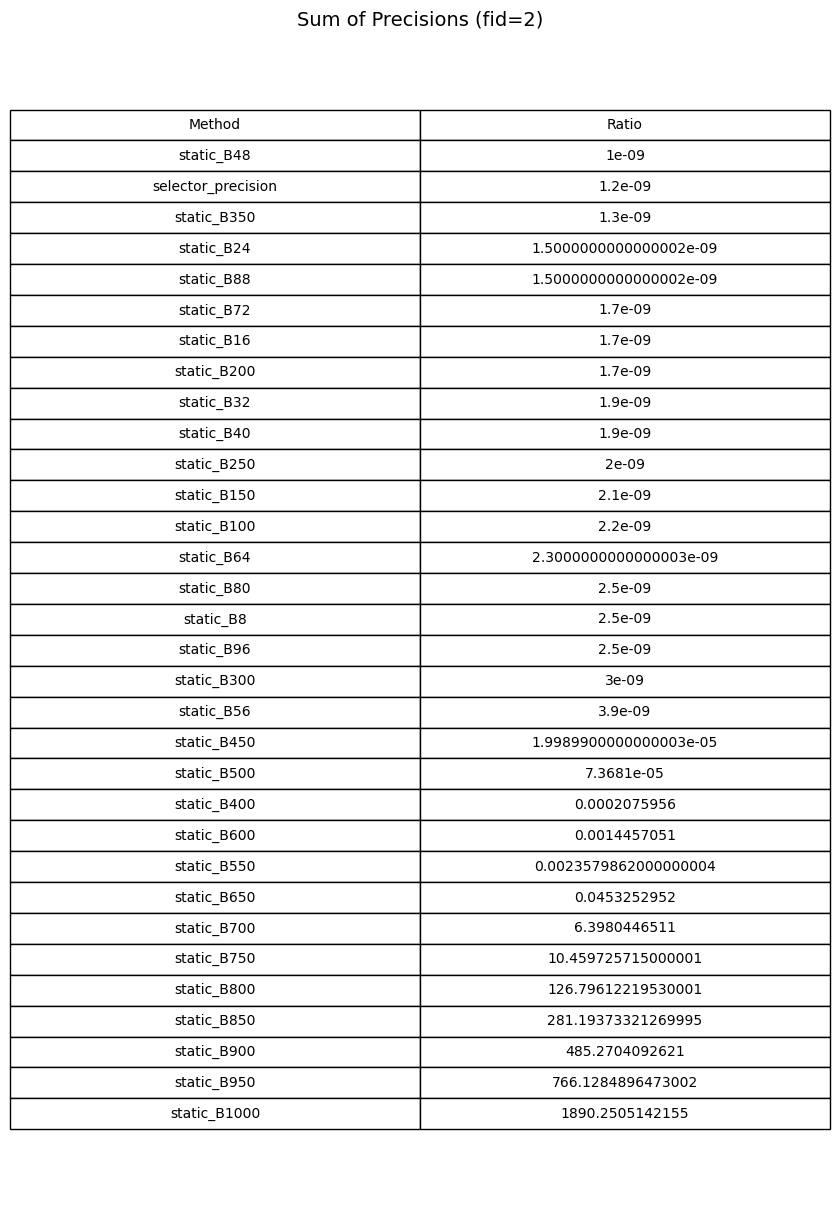 Sum of Precisions (fid=2)
Method Ratio
static_B48 1e-09
selector_precision 1.2e-09
static_B350 1.3e-09
static_B24 1.5000000000000002e-09
static_B88 1.5000000000000002e-09
static_B72 1.7e-09
static_B16 1.7e-09
static_B200 1.7e-09
static_B32 1.9e-09
static_B40 1.9e-09
static_B250 2e-09
static_B150 2.1e-09
static_B100 2.2e-09
static_B64 2.3000000000000003e-09
static_B80 2.5e-09
static_B8 2.5e-09
static_B96 2.5e-09
static_B300 3e-09
static_B56 3.9e-09
static_B450 1.9989900000000003e-05
static_B500 7.3681e-05
static_B400 0.0002075956
static_B600 0.0014457051
static_B550 0.0023579862000000004
static_B650 0.0453252952
static_B700 6.3980446511
static_B750 10.459725715000001
static_B800 126.79612219530001
static_B850 281.19373321269995
static_B900 485.2704092621
static_B950 766.1284896473002
static_B1000 1890.2505142155